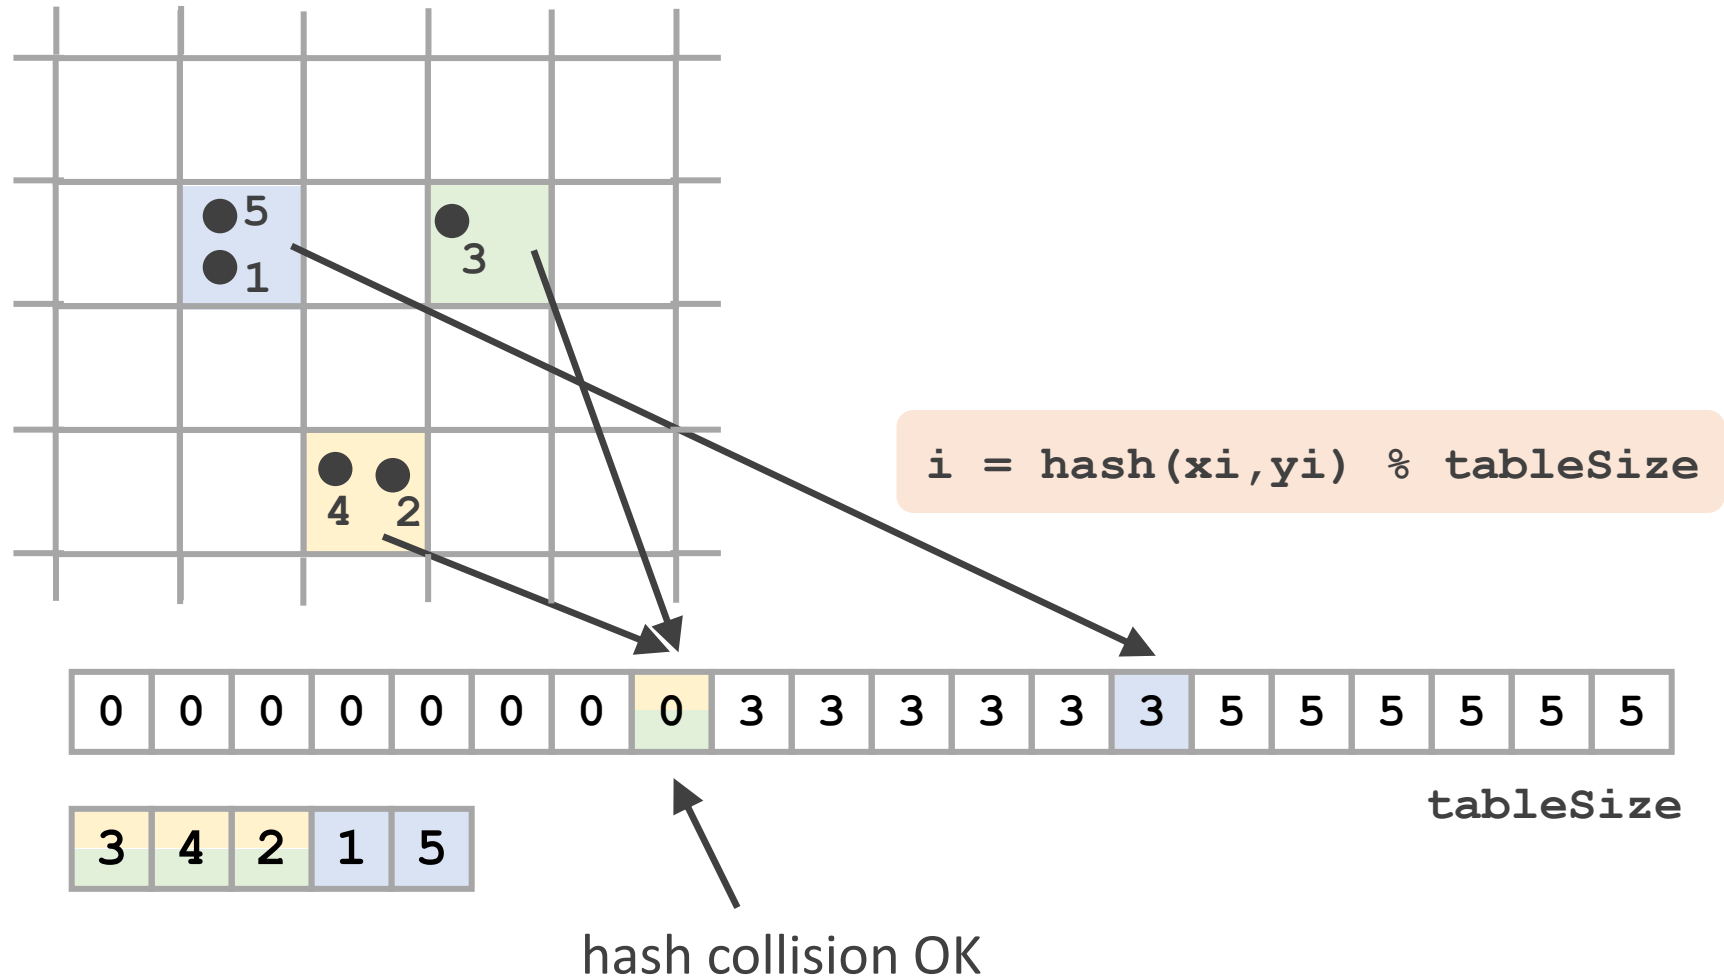 5
1
3
4 2
i = hash(xi,yi) % tableSize
0 0 0 0 0 0 0 0 3 3 3 3 3 3 5 5 5 5 5 5
tableSize
3 4 2 1 5
hash collision OK